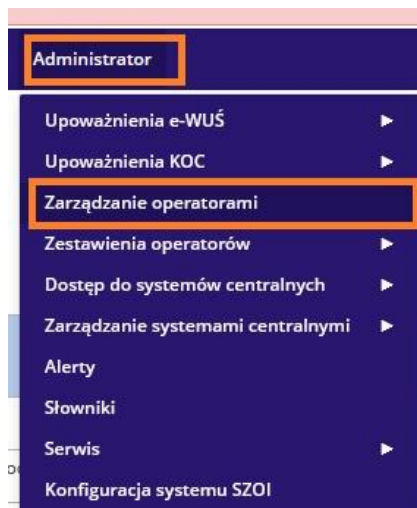 Administrator
Upoważnienia e-WUŚ
Upoważnienia KOC
Zarządzanie operatorami
Zestawienia operatorów
Dostęp do systemów centralnych
Zarządzanie systemami centralnymi
Alerty
Słowniki
Serwis
Konfiguracja systemu SZOI